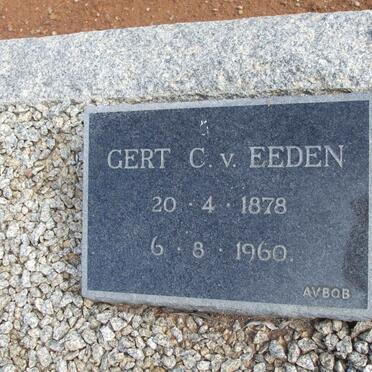 GERT C. v. EEDEN
20 · 4 · 1878
6 · 8 · 1960.
AVBOB